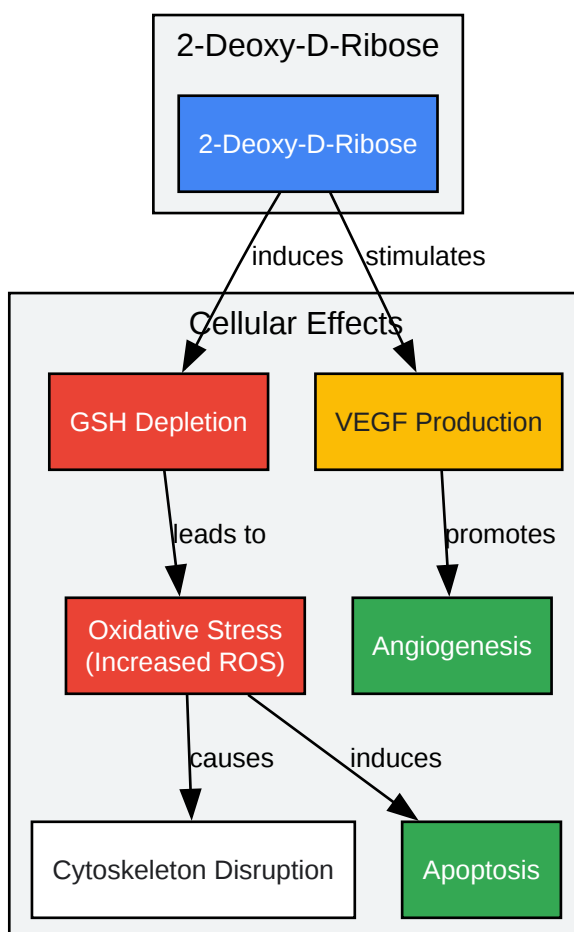 2-Deoxy-D-Ribose
2-Deoxy-D-Ribose
induces
stimulates
Cellular Effects
GSH Depletion
VEGF Production
leads to
promotes
Oxidative Stress
(Increased ROS)
Angiogenesis
causes
induces
Cytoskeleton Disruption
Apoptosis